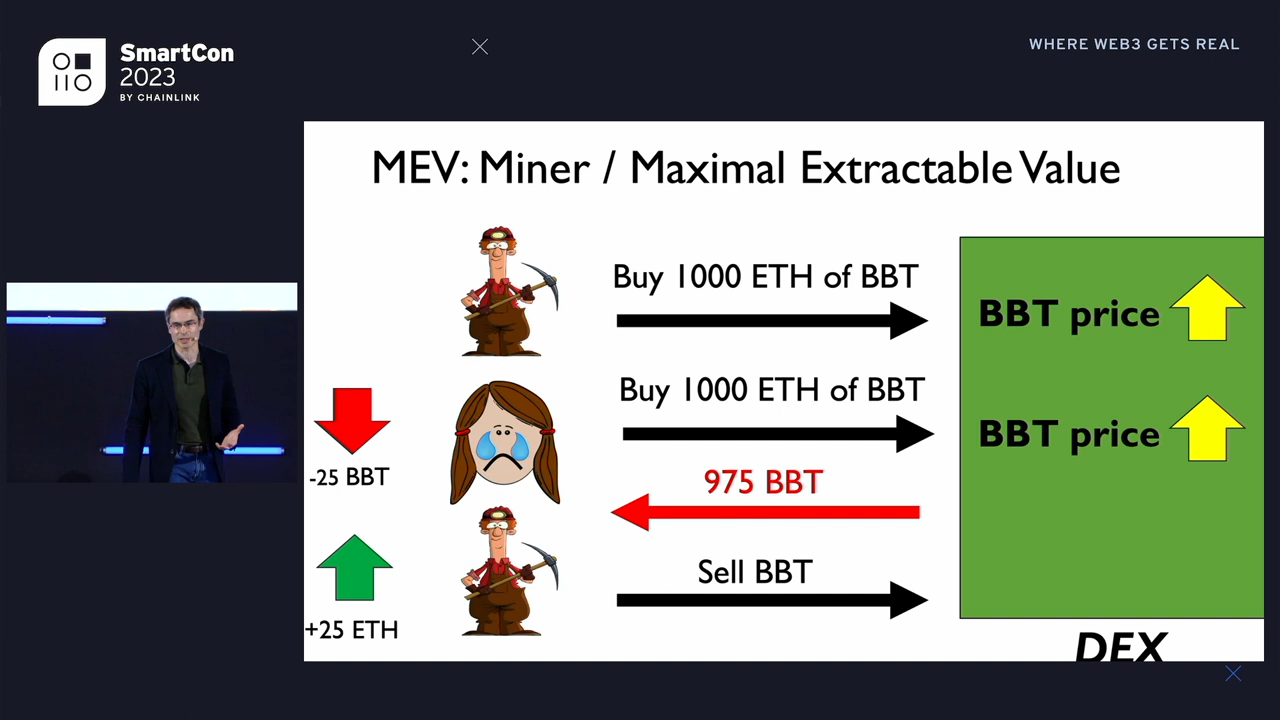 SmartCon
2023
BY CHAINLINK
WHERE WEB3 GETS REAL
MEV: Miner / Maximal Extractable Value
Buy 1000 ETH of BBT
BBT price
Buy 1000 ETH of BBT
BBT price
-25 BBT
975 BBT
Sell BBT
+25 ETH
DEX